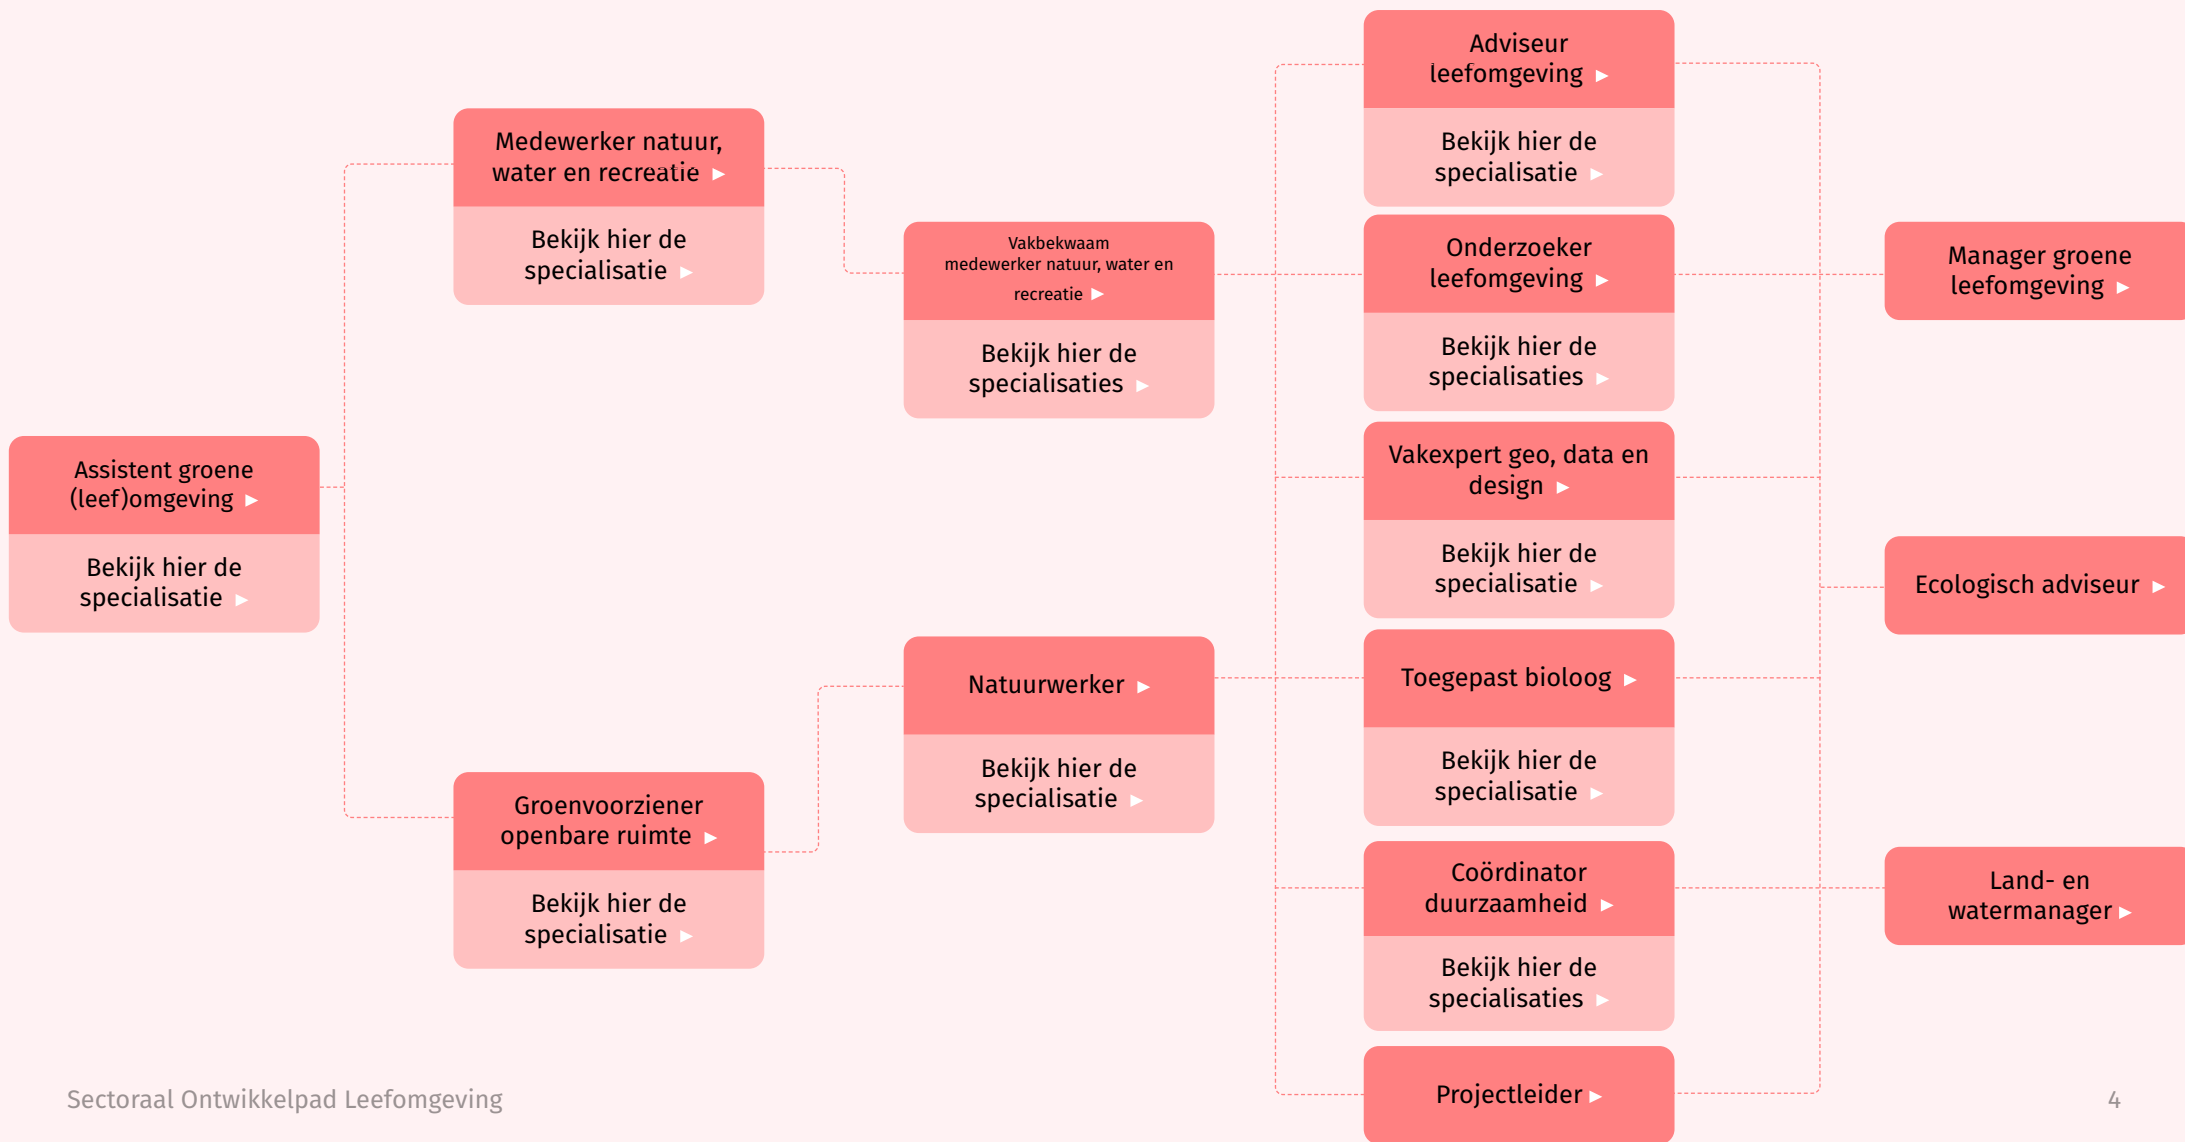 Assistent groene
(leef)omgeving ►
Bekijk hier de
specialisatie ►
Medewerker natuur,
water en recreatie ►
Bekijk hier de
specialisatie ►
Groenvoorziener
openbare ruimte ►
Bekijk hier de
specialisatie ►
Vakbekwaam
medewerker natuur, water en
recreatie ►
Bekijk hier de
specialisaties ►
Natuurwerker ►
Bekijk hier de
specialisatie ►
Adviseur
leefomgeving ►
Bekijk hier de
specialisatie ►
Onderzoeker
leefomgeving ►
Bekijk hier de
specialisaties ►
Vakexpert geo, data en
design ►
Bekijk hier de
specialisatie ►
Toegepast bioloog ►
Bekijk hier de
specialisatie ►
Coördinator
duurzaamheid ►
Bekijk hier de
specialisaties ►
Projectleider ►
Manager groene
leefomgeving ►
Ecologisch adviseur ►
Land- en
watermanager ►
Sectoraal Ontwikkelpad Leefomgeving
4